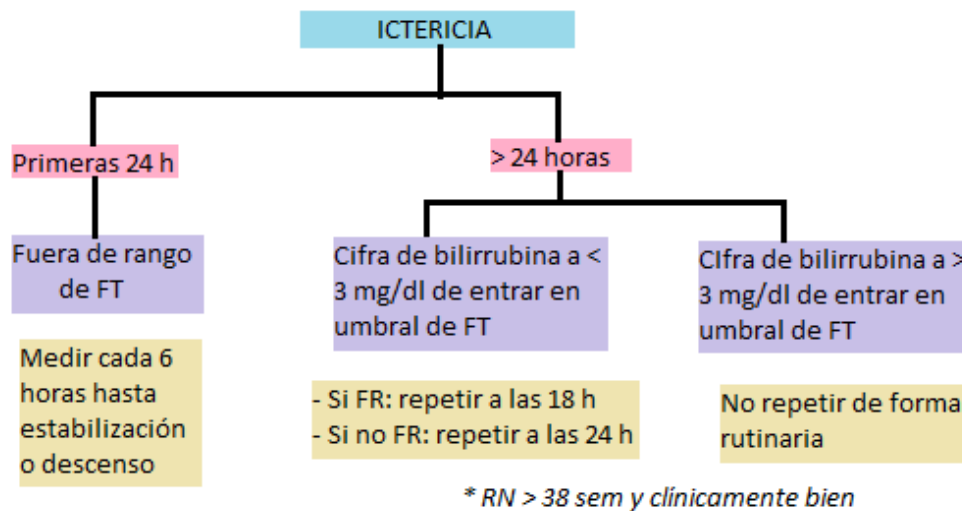 ICTERICIA
Primeras 24 h
> 24 horas
Fuera de rango
de FT
Cifra de bilirrubina a <
3 mg/dl de entrar en
umbral de FT
CIfra de bilirrubina a >
3 mg/dl de entrar en
umbral de FT
Medir cada 6
horas hasta
estabilización
o descenso
- Si FR: repetir a las 18 h
- Si no FR: repetir a las 24 h
No repetir de forma
rutinaria
* RN > 38 sem y clínicamente bien